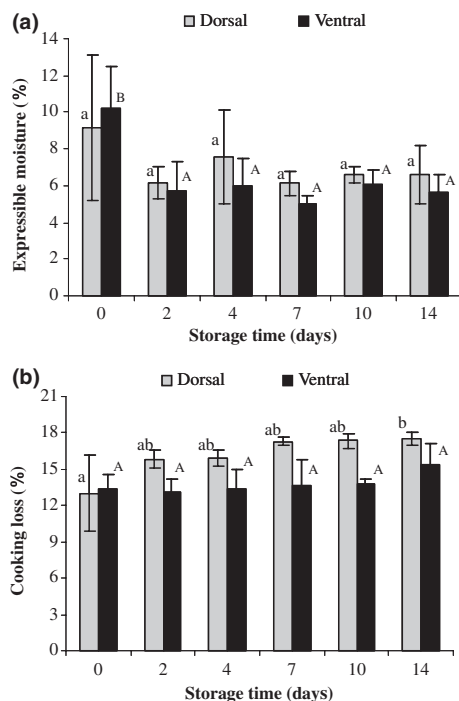 (a)
Dorsal Ventral
14
12
10
8
6
4
2
0
Expressible moisture (%)
a B a A a A a A a A a A
0 2 4 7 10 14
Storage time (days)
(b)
Dorsal Ventral
21
18
15
12
9
6
3
0
Cooking loss (%)
a A ab A ab A ab A ab A b A
0 2 4 7 10 14
Storage time (days)